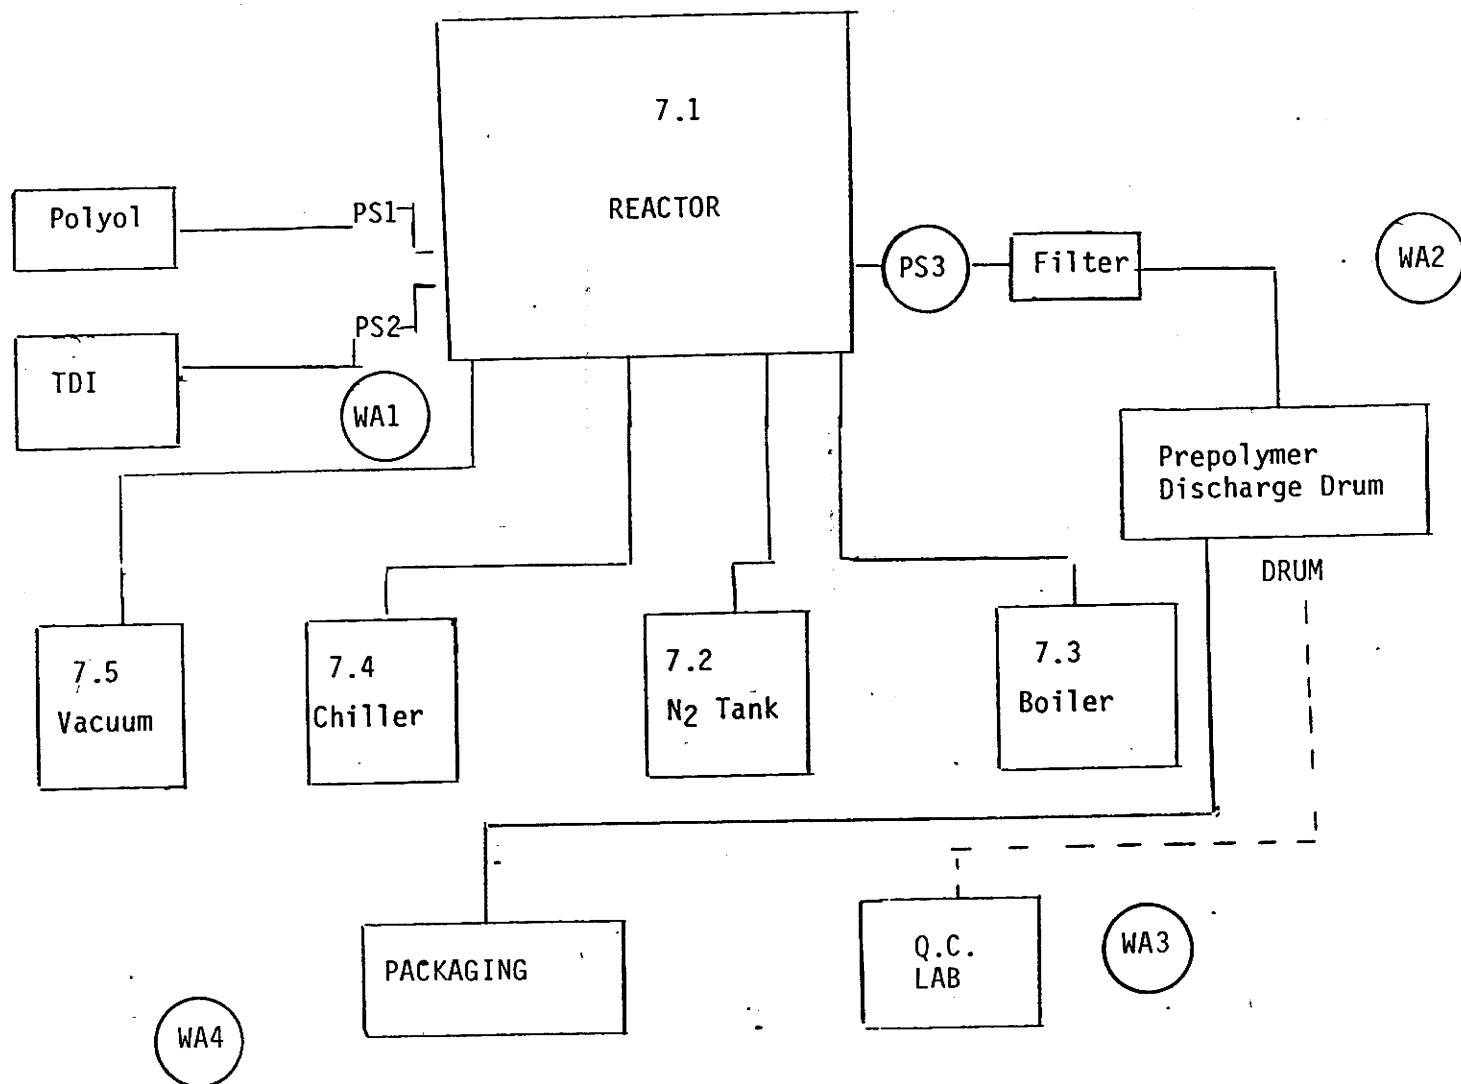 7.1
REACTOR
Polyol
PS1
PS2
TDI
WA1
PS3
Filter
WA2
Prepolymer
Discharge Drum
DRUM
7.5
Vacuum
7.4
Chiller
7.2
N₂ Tank
7.3
Boiler
PACKAGING
Q.C.
LAB
WA3
WA4